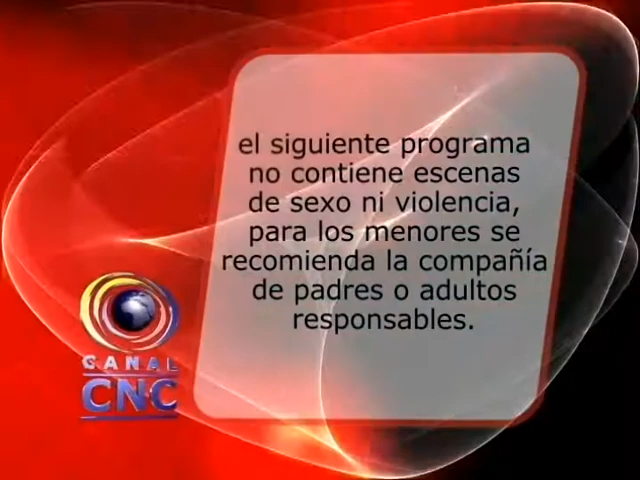 el siguiente programa
no contiene escenas
de sexo ni violencia,
para los menores se
recomienda la compañía
de padres o adultos
responsables.
CANAL
CNC